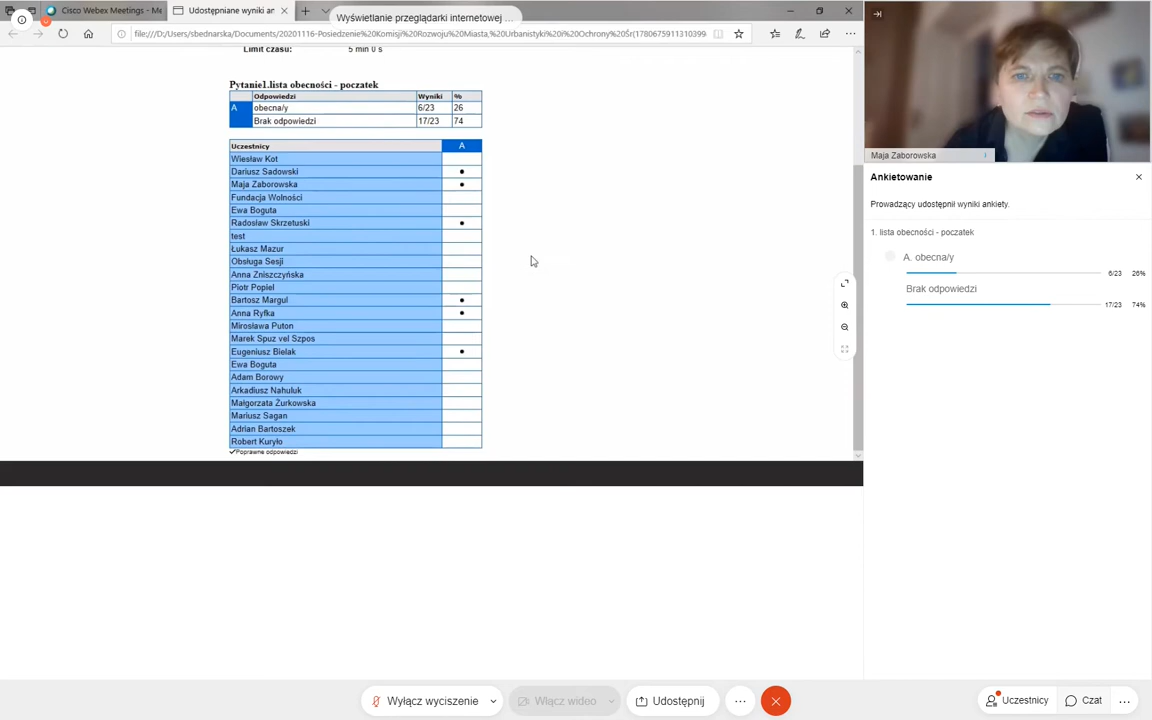 Cisco Webex Meetings - Me
Udostępniane wyniki an
Wyświetlanie przeglądarki internetowej ...
file:///D:/Users/sbednarska/Documents/20201116-Posiedzenie%20Komisji%20Rozwoju%20Miasta,%20Urbanistyki%20i%20Ochrony%20Śr(1780675911310399
Limit czasu: 5 min 0 s
Pytanie1.lista obecności - poczatek
Odpowiedzi Wyniki %
A obecna/y 6/23 26
Brak odpowiedzi 17/23 74
Uczestnicy A
Wiesław Kot
Dariusz Sadowski ●
Maja Zaborowska ●
Fundacja Wolności
Ewa Boguta
Radosław Skrzetuski ●
test
Łukasz Mazur
Obsługa Sesji
Anna Zniszczyńska
Piotr Popiel
Bartosz Margul ●
Anna Ryfka ●
Mirosława Puton
Marek Spuz vel Szpos
Eugeniusz Bielak ●
Ewa Boguta
Adam Borowy
Arkadiusz Nahuluk
Małgorzata Żurkowska
Mariusz Sagan
Adrian Bartoszek
Robert Kuryło
✓Poprawne odpowiedzi
Maja Zaborowska
Ankietowanie
Prowadzący udostępnił wyniki ankiety.
1. lista obecności - poczatek
A. obecna/y
6/23 26%
Brak odpowiedzi
17/23 74%
Wyłącz wyciszenie
Włącz wideo
Udostępnij
Uczestnicy
Czat